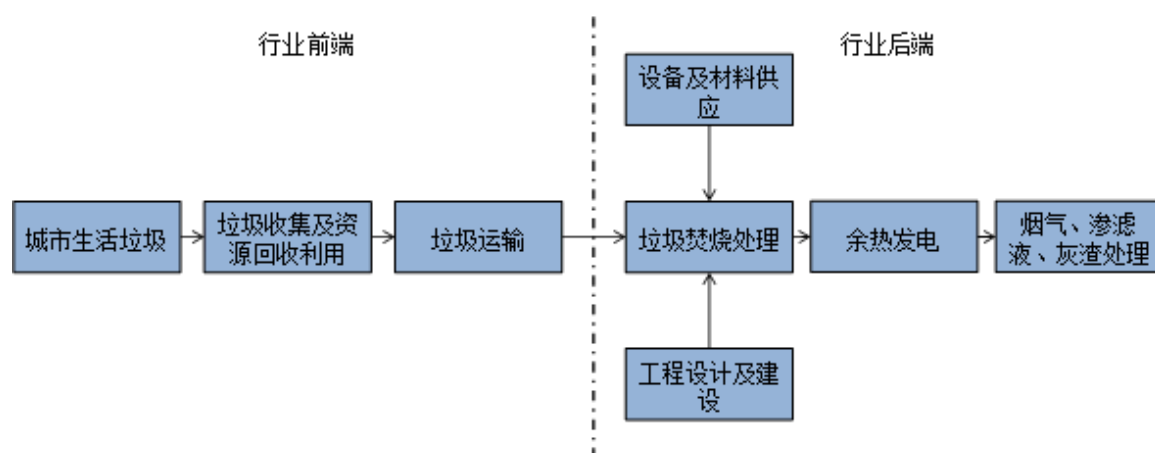 行业前端
行业后端
设备及材料供
应
城市生活垃圾
垃圾收集及资
源回收利用
垃圾运输
垃圾焚烧处理
余热发电
烟气、渗滤
液、灰渣处理
工程设计及建
设